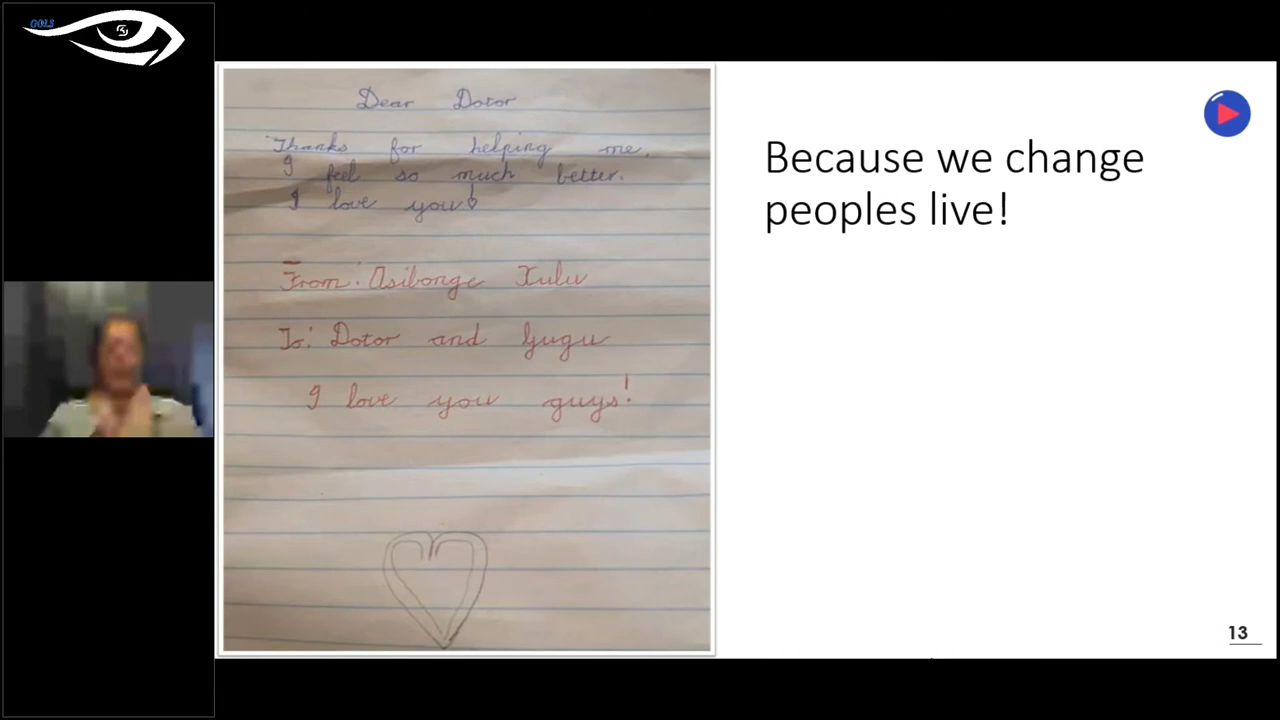 OOLS
Dear Dotor
Thanks for helping me.
I feel so much better.
I love you!
From: Asibonge Xulu
To: Dotor and Gugu
I love you guys!
Because we change
peoples live!
13